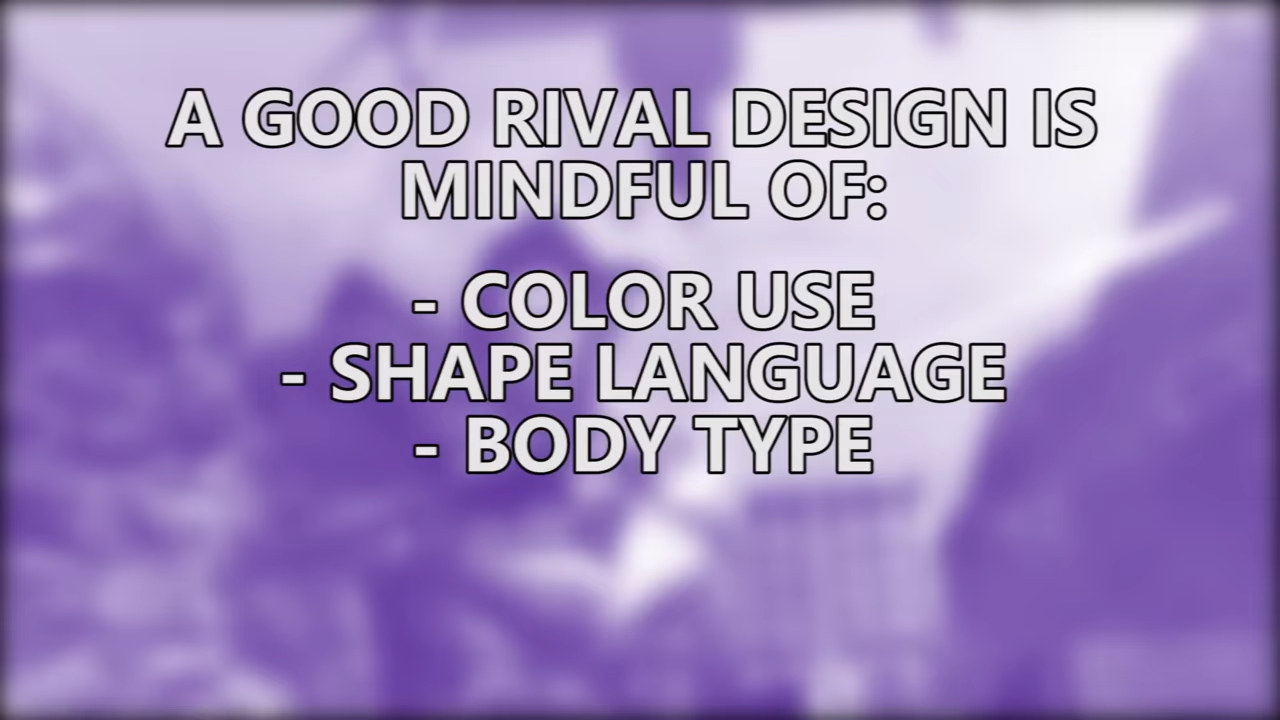 A GOOD RIVAL DESIGN IS
MINDFUL OF:
- COLOR USE
- SHAPE LANGUAGE
- BODY TYPE